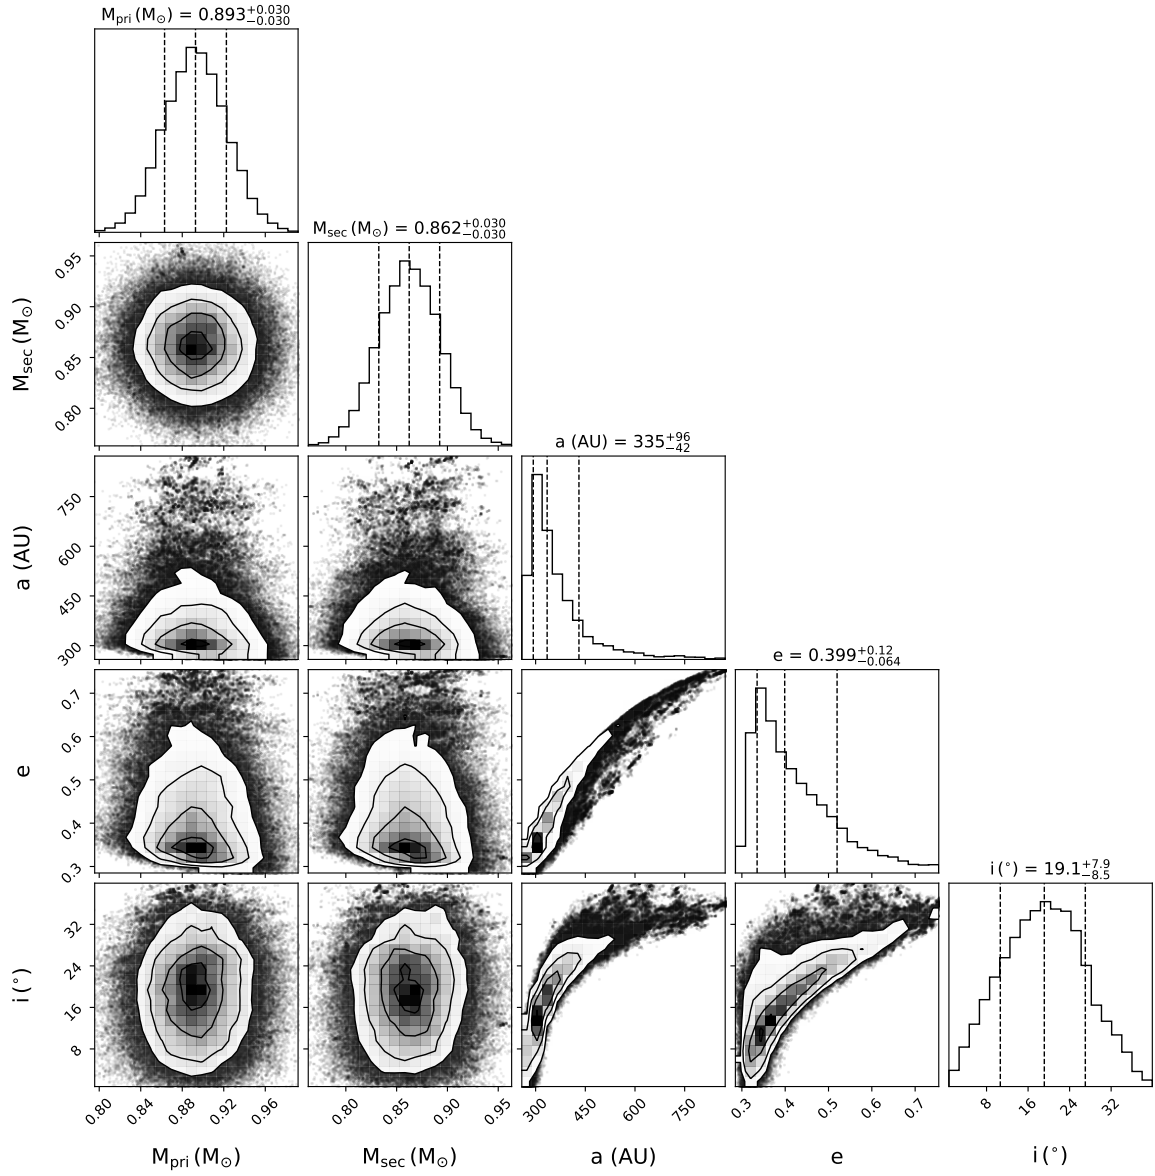 M_pri (M_⊙) = 0.893 +0.030 −0.030
M_sec (M_⊙) = 0.862 +0.030 −0.030
0.95
0.90
0.85
0.80
M_sec (M_⊙)
a (AU) = 335 +96 −42
750
600
450
300
a (AU)
e = 0.399 +0.12 −0.064
0.7
0.6
0.5
0.4
0.3
e
i (°) = 19.1 +7.9 −8.5
32
24
16
8
i (°)
0.80 0.84 0.88 0.92 0.96 0.80 0.85 0.90 0.95 300 450 600 750 0.3 0.4 0.5 0.6 0.7 8 16 24 32
M_pri (M_⊙) M_sec (M_⊙) a (AU) e i (°)